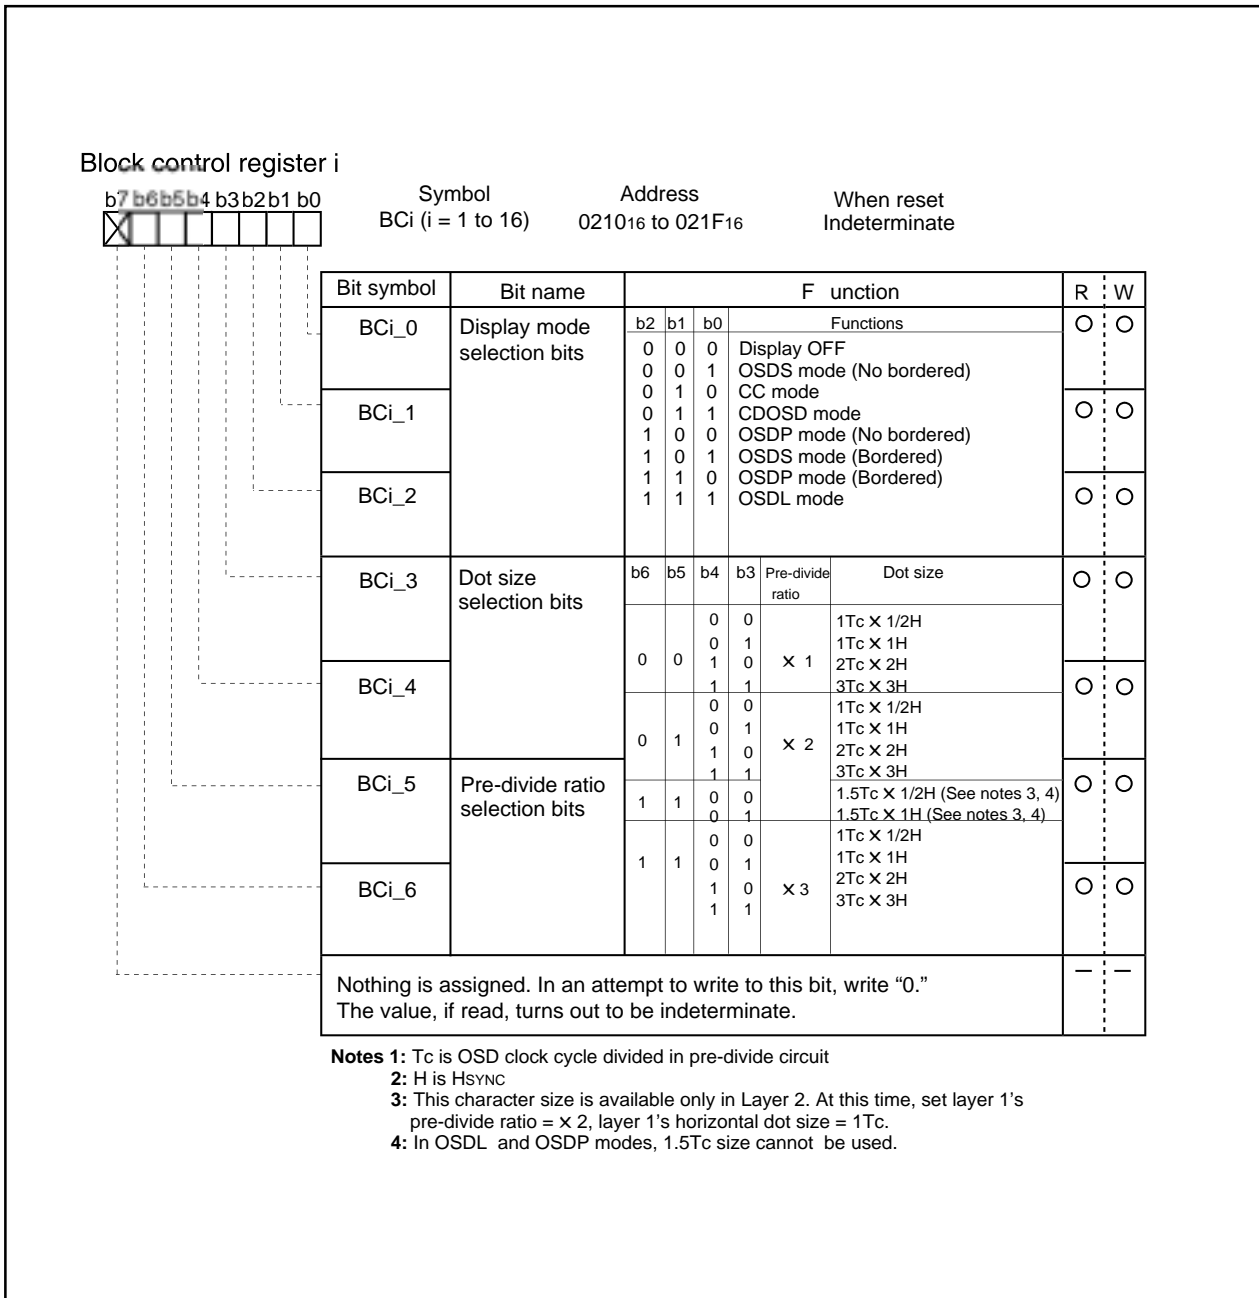 Block control register i
b7 b6 b5 b4 b3 b2 b1 b0
Symbol Address When reset
BCi (i = 1 to 16) 021016 to 021F16 Indeterminate
Bit symbol Bit name F unction R W
BCi_0 Display mode selection bits b2 b1 b0 Functions
0 0 0 Display OFF
0 0 1 OSDS mode (No bordered)
0 1 0 CC mode
BCi_1 0 1 1 CDOSD mode
1 0 0 OSDP mode (No bordered)
1 0 1 OSDS mode (Bordered)
1 1 0 OSDP mode (Bordered)
BCi_2 1 1 1 OSDL mode
BCi_3 Dot size selection bits b6 b5 b4 b3 Pre-divide ratio Dot size
0 0 1Tc × 1/2H
0 1 1Tc × 1H
0 0 1 0 × 1 2Tc × 2H
BCi_4 1 1 3Tc × 3H
0 0 1Tc × 1/2H
0 1 1Tc × 1H
0 1 1 0 × 2 2Tc × 2H
1 1 3Tc × 3H
BCi_5 Pre-divide ratio selection bits
1 1 0 0 1.5Tc × 1/2H (See notes 3, 4)
0 1 1.5Tc × 1H (See notes 3, 4)
0 0 1Tc × 1/2H
1 1 0 1 1Tc × 1H
BCi_6 1 0 × 3 2Tc × 2H
1 1 3Tc × 3H
Nothing is assigned. In an attempt to write to this bit, write “0.” – –
The value, if read, turns out to be indeterminate.
Notes 1: Tc is OSD clock cycle divided in pre-divide circuit
2: H is HSYNC
3: This character size is available only in Layer 2. At this time, set layer 1’s
pre-divide ratio = × 2, layer 1’s horizontal dot size = 1Tc.
4: In OSDL and OSDP modes, 1.5Tc size cannot be used.